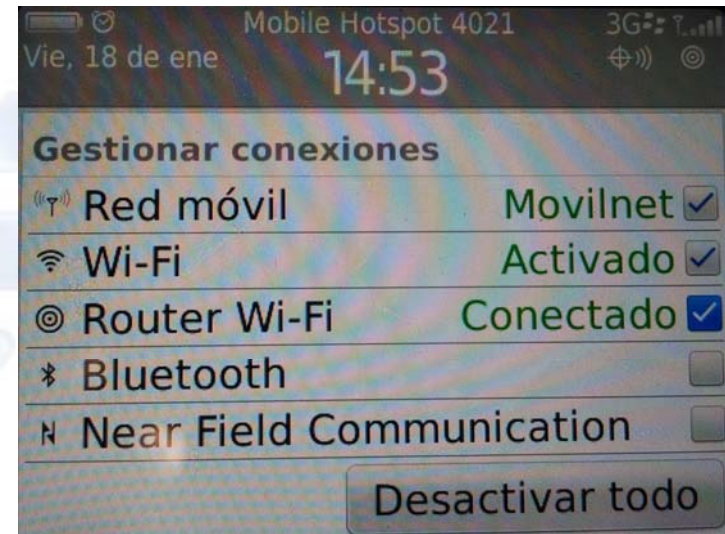 Mobile Hotspot 4021 3G
Vie, 18 de ene
14:53
Gestionar conexiones
Red móvil Movilnet
Wi-Fi Activado
Router Wi-Fi Conectado
Bluetooth
Near Field Communication
Desactivar todo